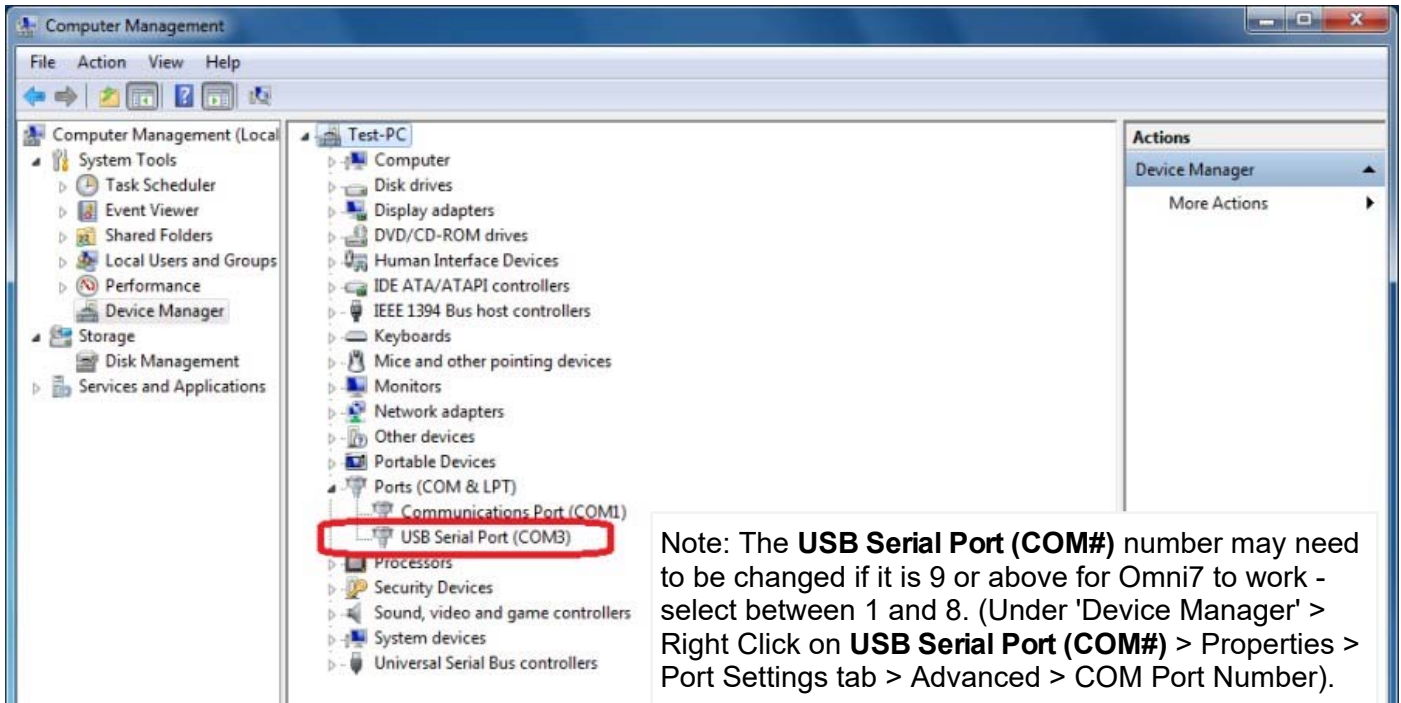 Computer Management
File Action View Help
Computer Management (Local
System Tools
Task Scheduler
Event Viewer
Shared Folders
Local Users and Groups
Performance
Device Manager
Storage
Disk Management
Services and Applications
Test-PC
Computer
Disk drives
Display adapters
DVD/CD-ROM drives
Human Interface Devices
IDE ATA/ATAPI controllers
IEEE 1394 Bus host controllers
Keyboards
Mice and other pointing devices
Monitors
Network adapters
Other devices
Portable Devices
Ports (COM & LPT)
Communications Port (COM1)
USB Serial Port (COM3)
Processors
Security Devices
Sound, video and game controllers
System devices
Universal Serial Bus controllers
Actions
Device Manager
More Actions
Note: The USB Serial Port (COM#) number may need
to be changed if it is 9 or above for Omni7 to work -
select between 1 and 8. (Under 'Device Manager' >
Right Click on USB Serial Port (COM#) > Properties >
Port Settings tab > Advanced > COM Port Number).